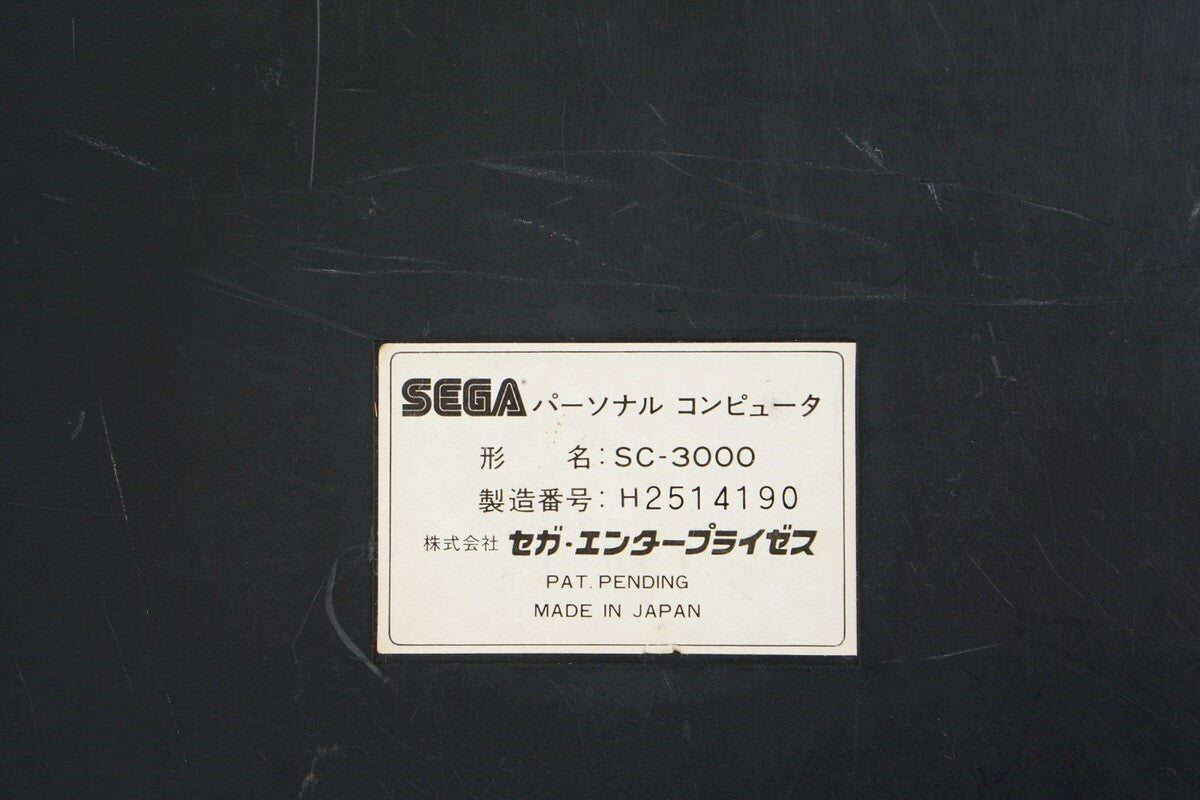 SEGA® パーソナル コンピュータ
形 名: SC-3000
製造番号: H2514190
株式会社 セガ・エンタープライゼス
PAT. PENDING
MADE IN JAPAN